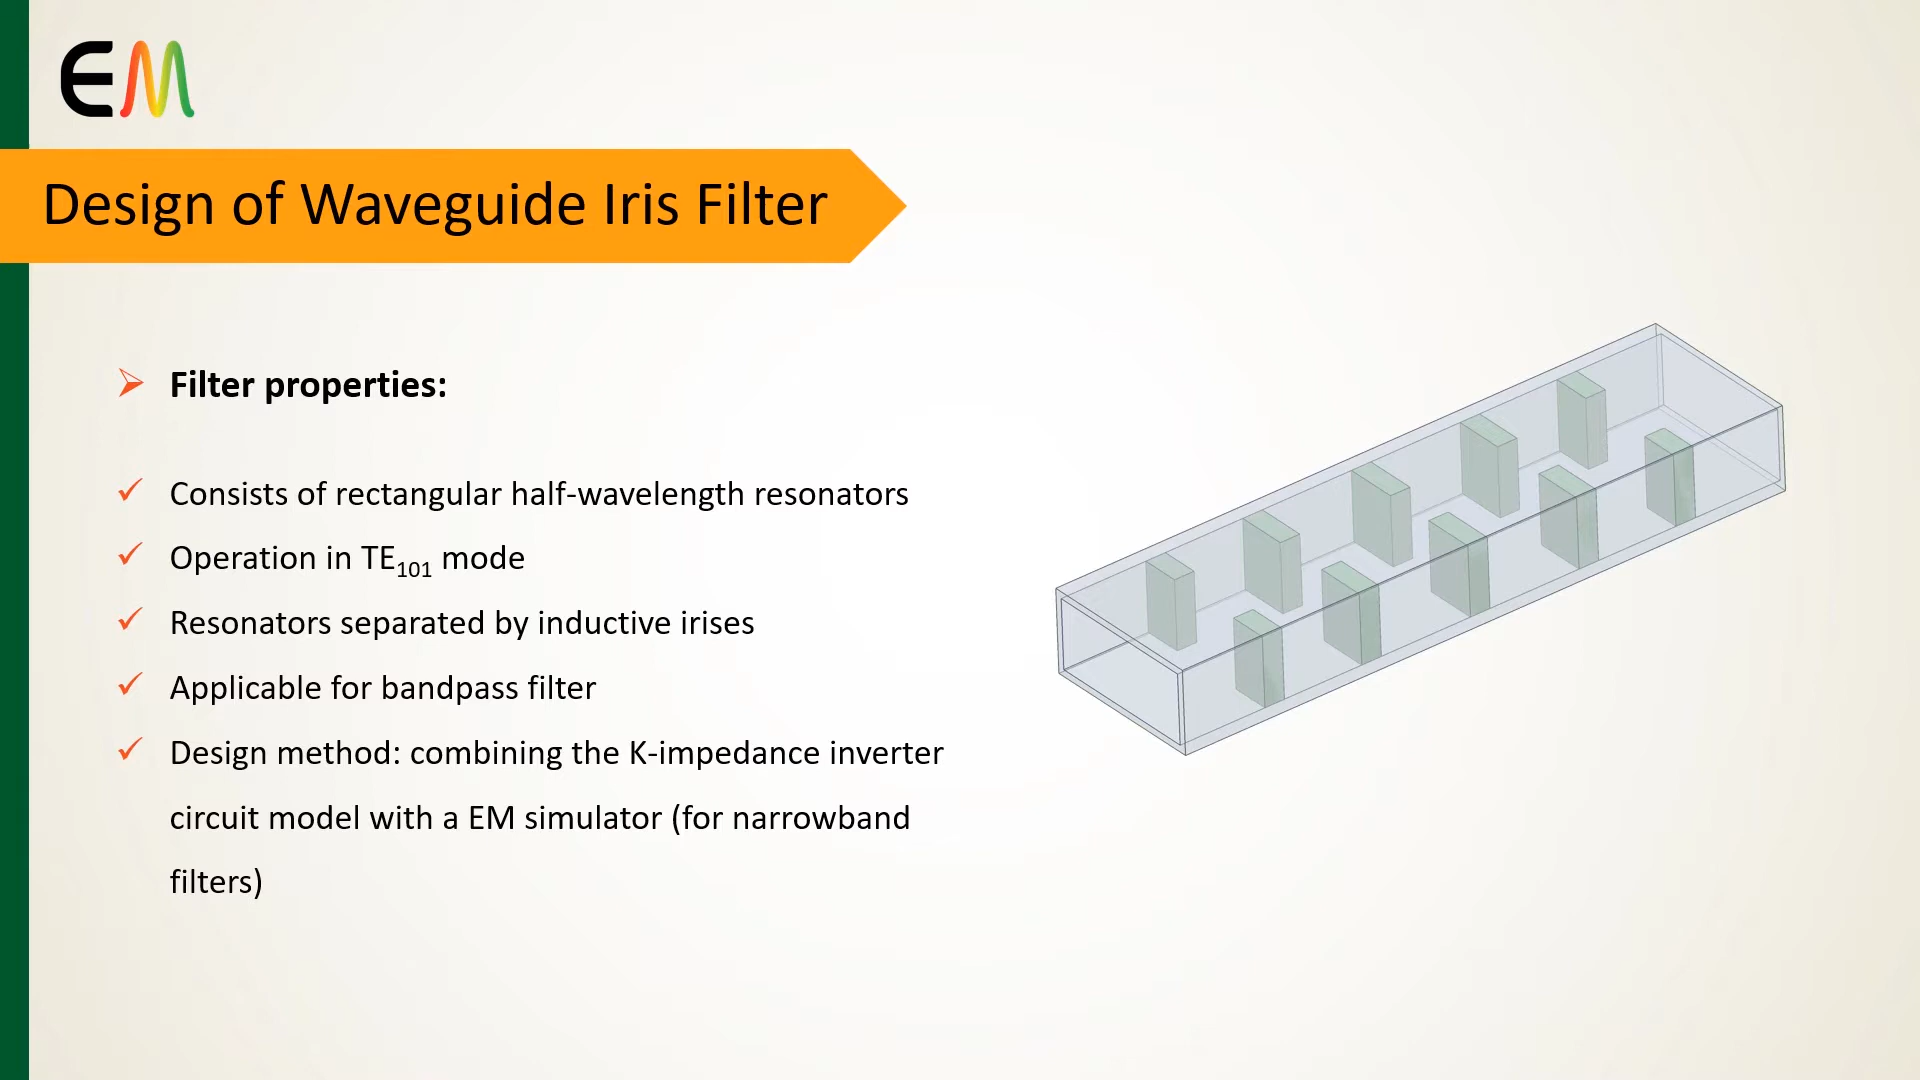 EM
Design of Waveguide Iris Filter
Filter properties:
Consists of rectangular half-wavelength resonators
Operation in TE₁₀₁ mode
Resonators separated by inductive irises
Applicable for bandpass filter
Design method: combining the K-impedance inverter
circuit model with a EM simulator (for narrowband
filters)